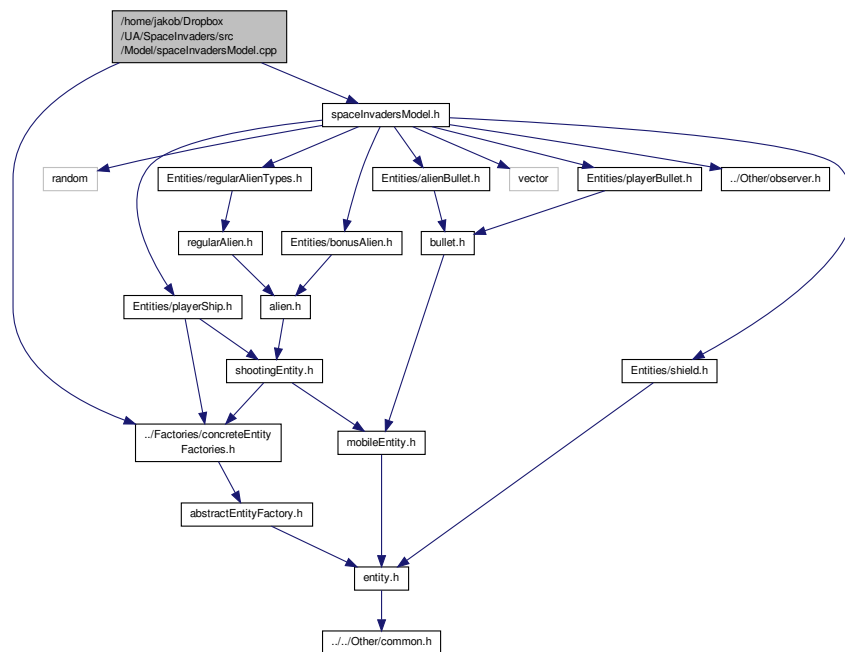 /home/jakob/Dropbox
/UA/SpaceInvaders/src
/Model/spaceInvadersModel.cpp
spaceInvadersModel.h
random
Entities/regularAlienTypes.h
Entities/alienBullet.h
vector
Entities/playerBullet.h
../Other/observer.h
regularAlien.h
Entities/bonusAlien.h
bullet.h
Entities/playerShip.h
alien.h
shootingEntity.h
Entities/shield.h
../Factories/concreteEntity
Factories.h
mobileEntity.h
abstractEntityFactory.h
entity.h
../../Other/common.h